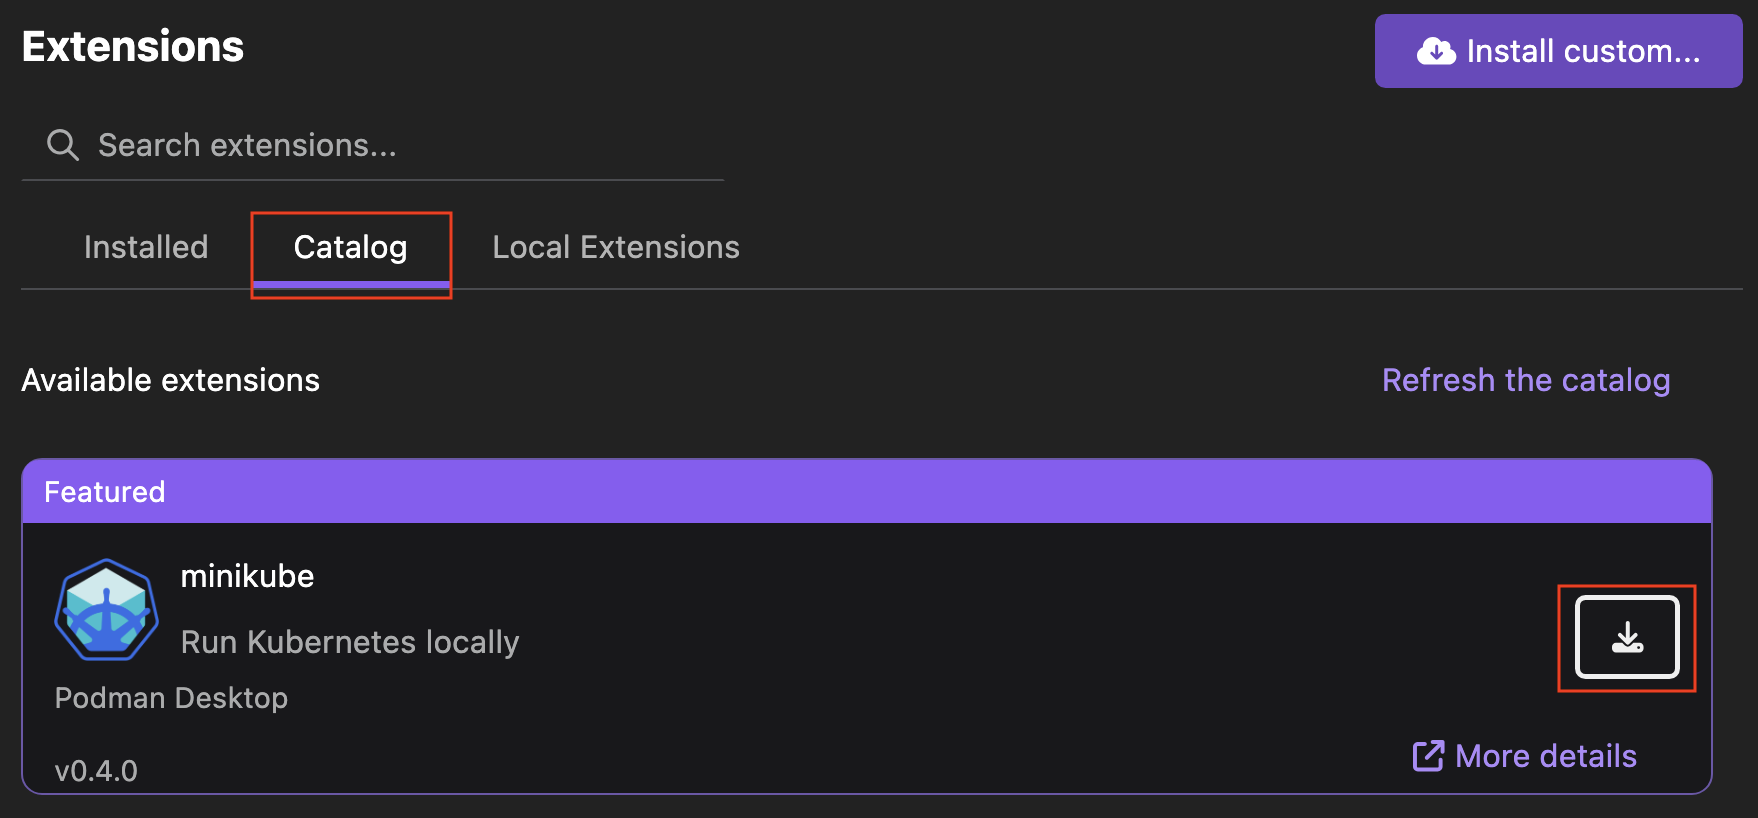 Extensions
Install custom...
Search extensions...
Installed Catalog Local Extensions
Available extensions
Refresh the catalog
Featured
minikube
Run Kubernetes locally
Podman Desktop
v0.4.0
More details